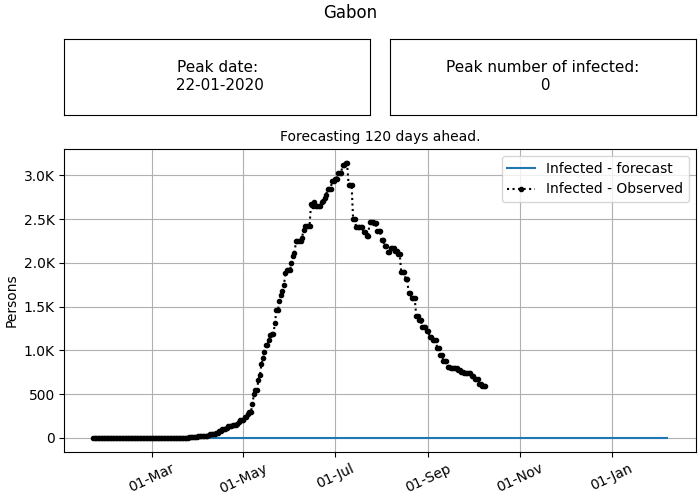 Gabon
Peak date:
22-01-2020
Peak number of infected:
0
Forecasting 120 days ahead.
Infected - forecast
Infected - Observed
3.0K
2.5K
2.0K
1.5K
1.0K
500
0
Persons
01-Mar
01-May
01-Jul
01-Sep
01-Nov
01-Jan